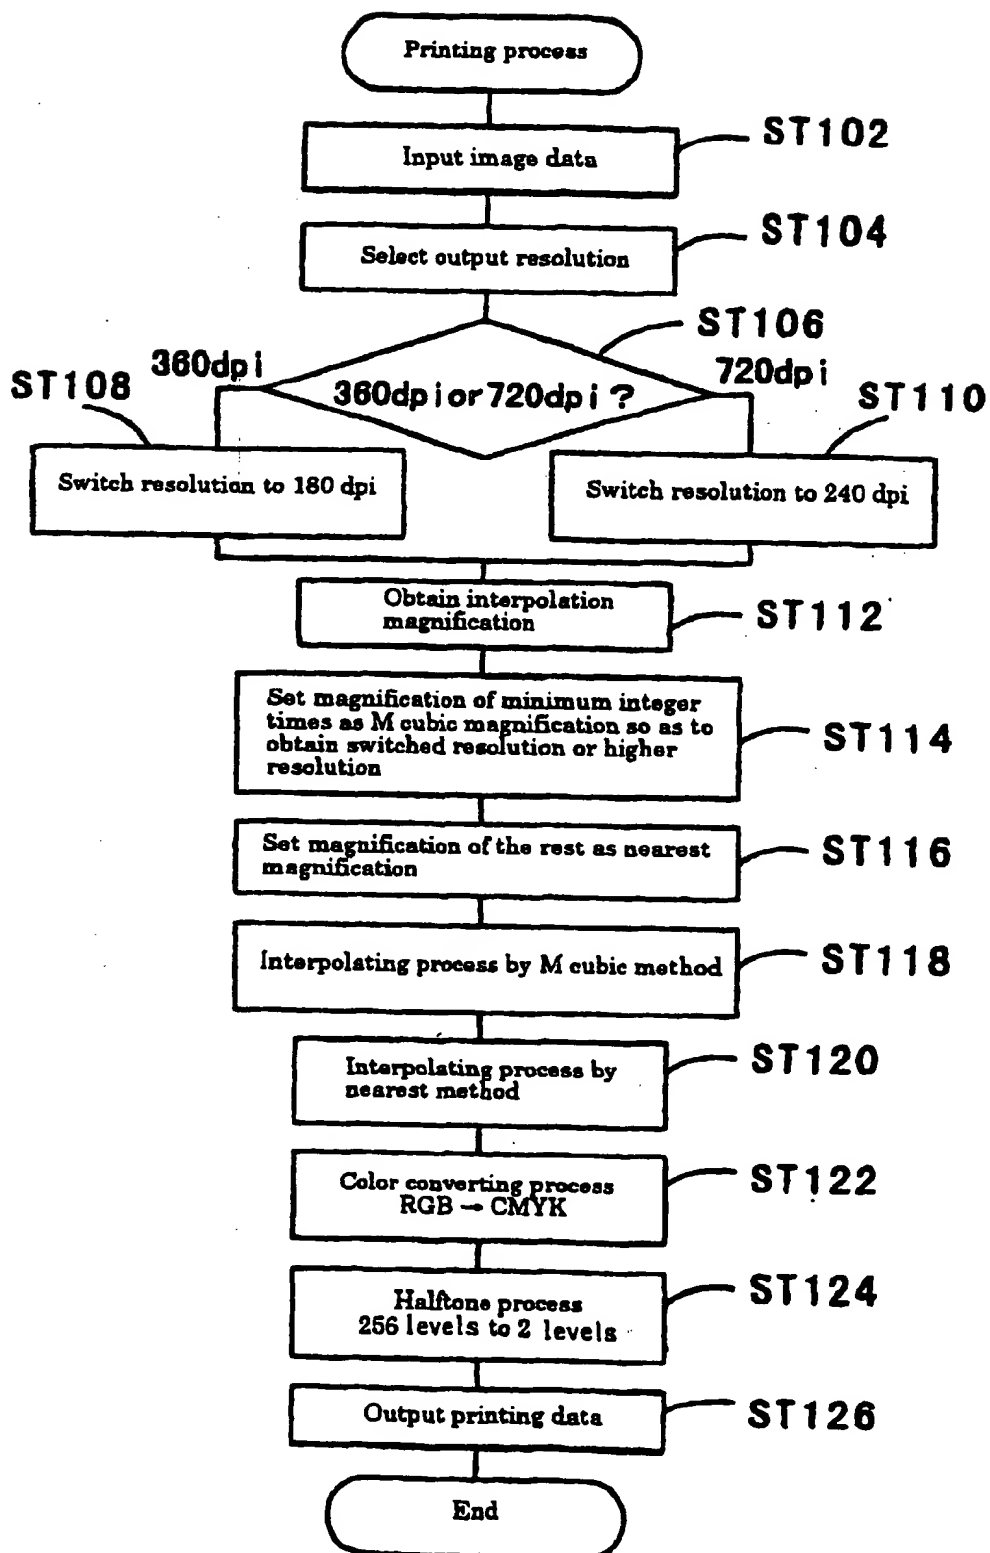 Printing process
ST102
Input image data
ST104
Select output resolution
ST106
360dpi
720dpi
ST108
360dpi or 720dpi ?
ST110
Switch resolution to 180 dpi
Switch resolution to 240 dpi
Obtain interpolation
magnification
ST112
Set magnification of minimum integer
times as M cubic magnification so as to
obtain switched resolution or higher
resolution
ST114
Set magnification of the rest as nearest
magnification
ST116
Interpolating process by M cubic method
ST118
Interpolating process by
nearest method
ST120
Color converting process
RGB → CMYK
ST122
Halftone process
256 levels to 2 levels
ST124
Output printing data
ST126
End